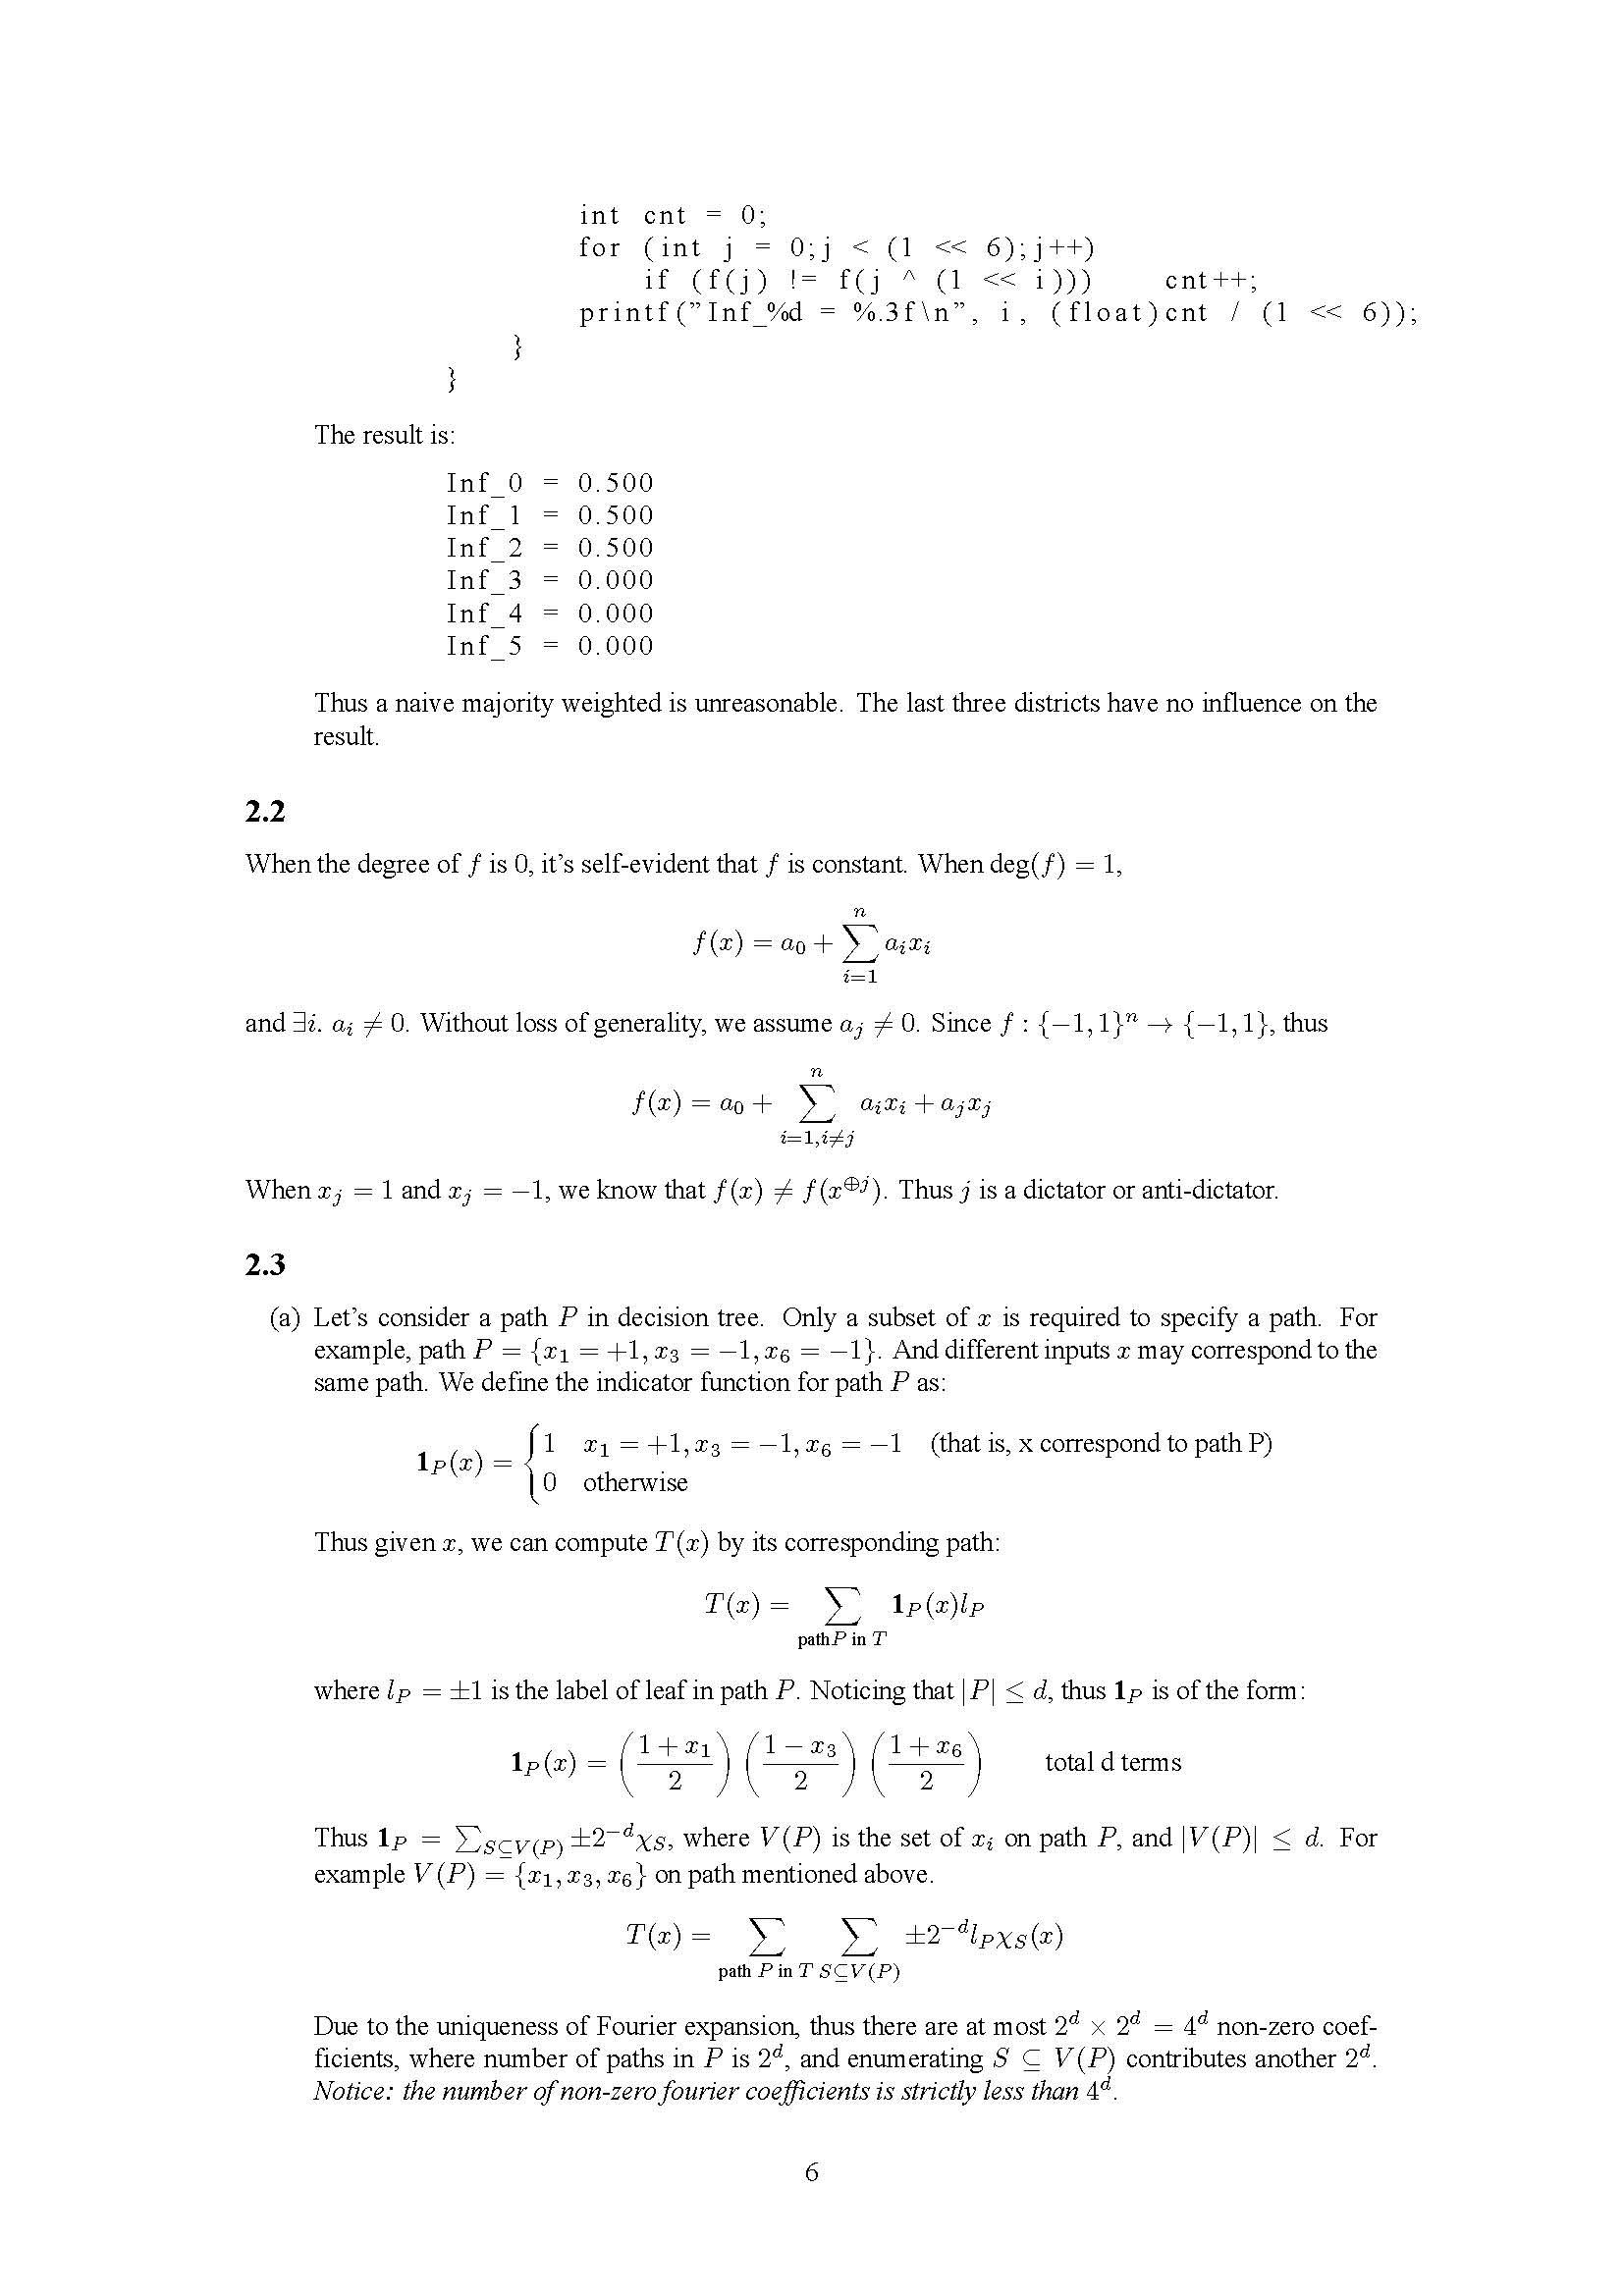 int cnt = 0;
for (int j = 0;j < (1 << 6);j++)
if (f(j) != f(j ^ (1 << i))) cnt++;
printf(”Inf_%d = %.3f\n”, i, (float)cnt / (1 << 6));
}
}
The result is:
Inf_0 = 0.500
Inf_1 = 0.500
Inf_2 = 0.500
Inf_3 = 0.000
Inf_4 = 0.000
Inf_5 = 0.000
Thus a naive majority weighted is unreasonable. The last three districts have no influence on the
result.
2.2
When the degree of $f$ is 0, it’s self-evident that $f$ is constant. When $\deg(f) = 1$,
$f(x) = a_0 + \sum_{i=1}^{n} a_i x_i$
and $\exists i.\ a_i \neq 0$. Without loss of generality, we assume $a_j \neq 0$. Since $f : \{-1, 1\}^n \to \{-1, 1\}$, thus
$f(x) = a_0 + \sum_{i=1, i \neq j}^{n} a_i x_i + a_j x_j$
When $x_j = 1$ and $x_j = -1$, we know that $f(x) \neq f(x^{\oplus j})$. Thus $j$ is a dictator or anti-dictator.
2.3
(a) Let’s consider a path $P$ in decision tree. Only a subset of $x$ is required to specify a path. For
example, path $P = \{x_1 = +1, x_3 = -1, x_6 = -1\}$. And different inputs $x$ may correspond to the
same path. We define the indicator function for path $P$ as:
$\mathbf{1}_P(x) = \begin{cases} 1 & x_1 = +1, x_3 = -1, x_6 = -1 \quad \text{(that is, x correspond to path P)} \\ 0 & \text{otherwise} \end{cases}$
Thus given $x$, we can compute $T(x)$ by its corresponding path:
$T(x) = \sum_{\text{path} P \text{ in } T} \mathbf{1}_P(x) l_P$
where $l_P = \pm 1$ is the label of leaf in path $P$. Noticing that $|P| \leq d$, thus $\mathbf{1}_P$ is of the form:
$\mathbf{1}_P(x) = \left(\frac{1 + x_1}{2}\right) \left(\frac{1 - x_3}{2}\right) \left(\frac{1 + x_6}{2}\right) \quad \text{total d terms}$
Thus $\mathbf{1}_P = \sum_{S \subseteq V(P)} \pm 2^{-d} \chi_S$, where $V(P)$ is the set of $x_i$ on path $P$, and $|V(P)| \leq d$. For
example $V(P) = \{x_1, x_3, x_6\}$ on path mentioned above.
$T(x) = \sum_{\text{path } P \text{ in } T} \sum_{S \subseteq V(P)} \pm 2^{-d} l_P \chi_S(x)$
Due to the uniqueness of Fourier expansion, thus there are at most $2^d \times 2^d = 4^d$ non-zero coef-
ficients, where number of paths in $P$ is $2^d$, and enumerating $S \subseteq V(P)$ contributes another $2^d$.
Notice: the number of non-zero fourier coefficients is strictly less than $4^d$.
6